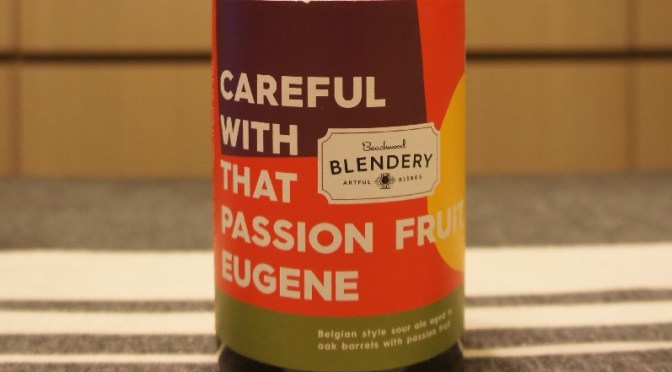 CAREFUL
WITH
THAT
PASSION FRUIT
EUGENE
Beachwood
BLENDERY
ARTFUL BIÈRES
Belgian style sour ale aged in
oak barrels with passion fruit